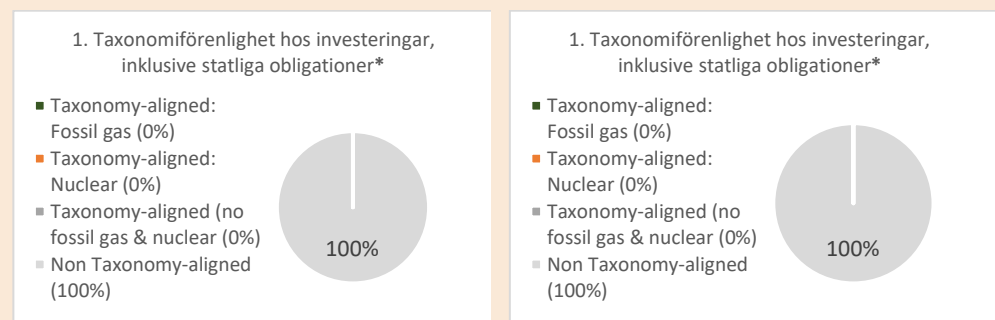 1. Taxonomiförenlighet hos investeringar,
inklusive statliga obligationer*
Taxonomy-aligned:
Fossil gas (0%)
Taxonomy-aligned:
Nuclear (0%)
Taxonomy-aligned (no
fossil gas & nuclear (0%)
Non Taxonomy-aligned
(100%)
100%
1. Taxonomiförenlighet hos investeringar,
inklusive statliga obligationer*
Taxonomy-aligned:
Fossil gas (0%)
Taxonomy-aligned:
Nuclear (0%)
Taxonomy-aligned (no
fossil gas & nuclear (0%)
Non Taxonomy-aligned
(100%)
100%